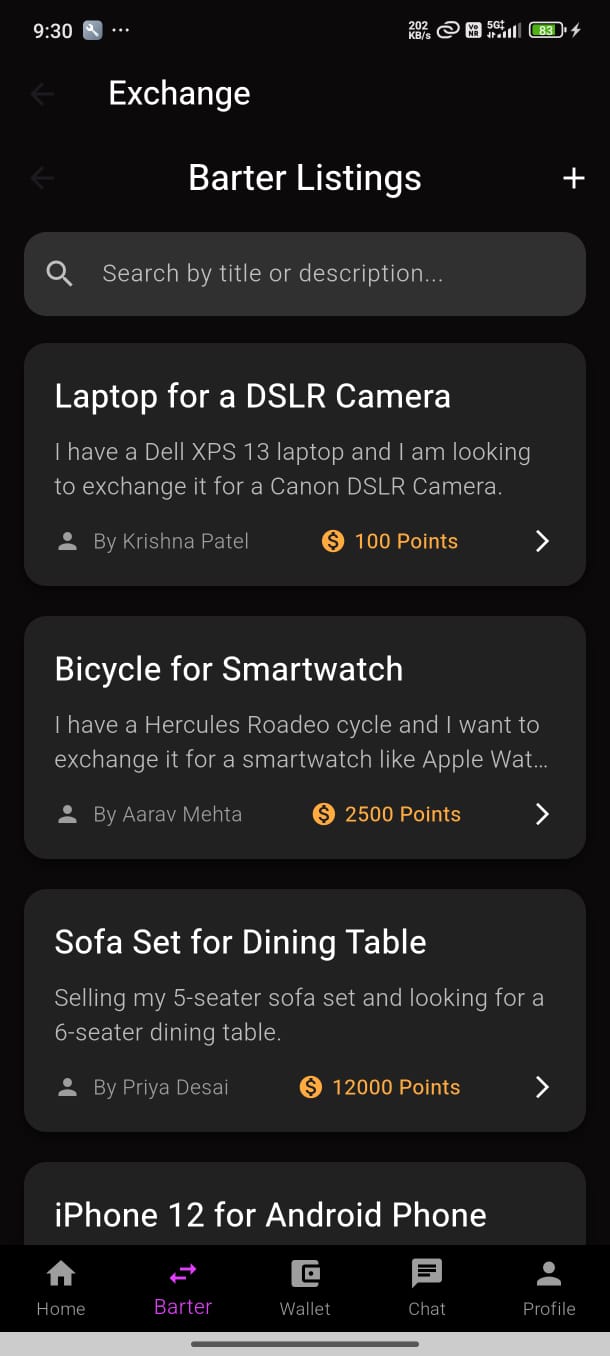 9:30
202
KB/s
Vo
NR
5G
83
Exchange
Barter Listings
Search by title or description...
Laptop for a DSLR Camera
I have a Dell XPS 13 laptop and I am looking
to exchange it for a Canon DSLR Camera.
By Krishna Patel
100 Points
Bicycle for Smartwatch
I have a Hercules Roadeo cycle and I want to
exchange it for a smartwatch like Apple Wat...
By Aarav Mehta
2500 Points
Sofa Set for Dining Table
Selling my 5-seater sofa set and looking for a
6-seater dining table.
By Priya Desai
12000 Points
iPhone 12 for Android Phone
Home
Barter
Wallet
Chat
Profile